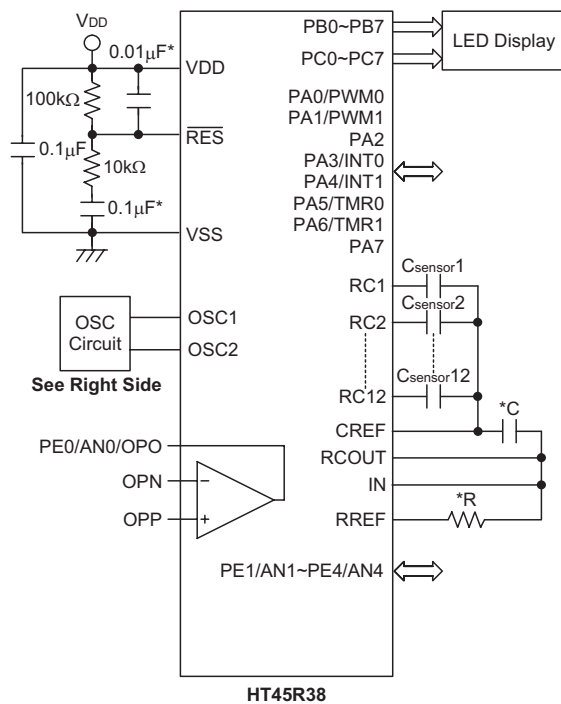 VDD
0.01µF*
VDD
100kΩ
RES
0.1µF
10kΩ
0.1µF*
VSS
OSC
Circuit
OSC1
OSC2
See Right Side
PE0/AN0/OPO
OPN
−
OPP
+
PB0~PB7
PC0~PC7
LED Display
PA0/PWM0
PA1/PWM1
PA2
PA3/INT0
PA4/INT1
PA5/TMR0
PA6/TMR1
PA7
RC1
Csensor1
RC2
Csensor2
RC12
Csensor12
CREF
*C
RCOUT
IN
RREF
*R
PE1/AN1~PE4/AN4
HT45R38